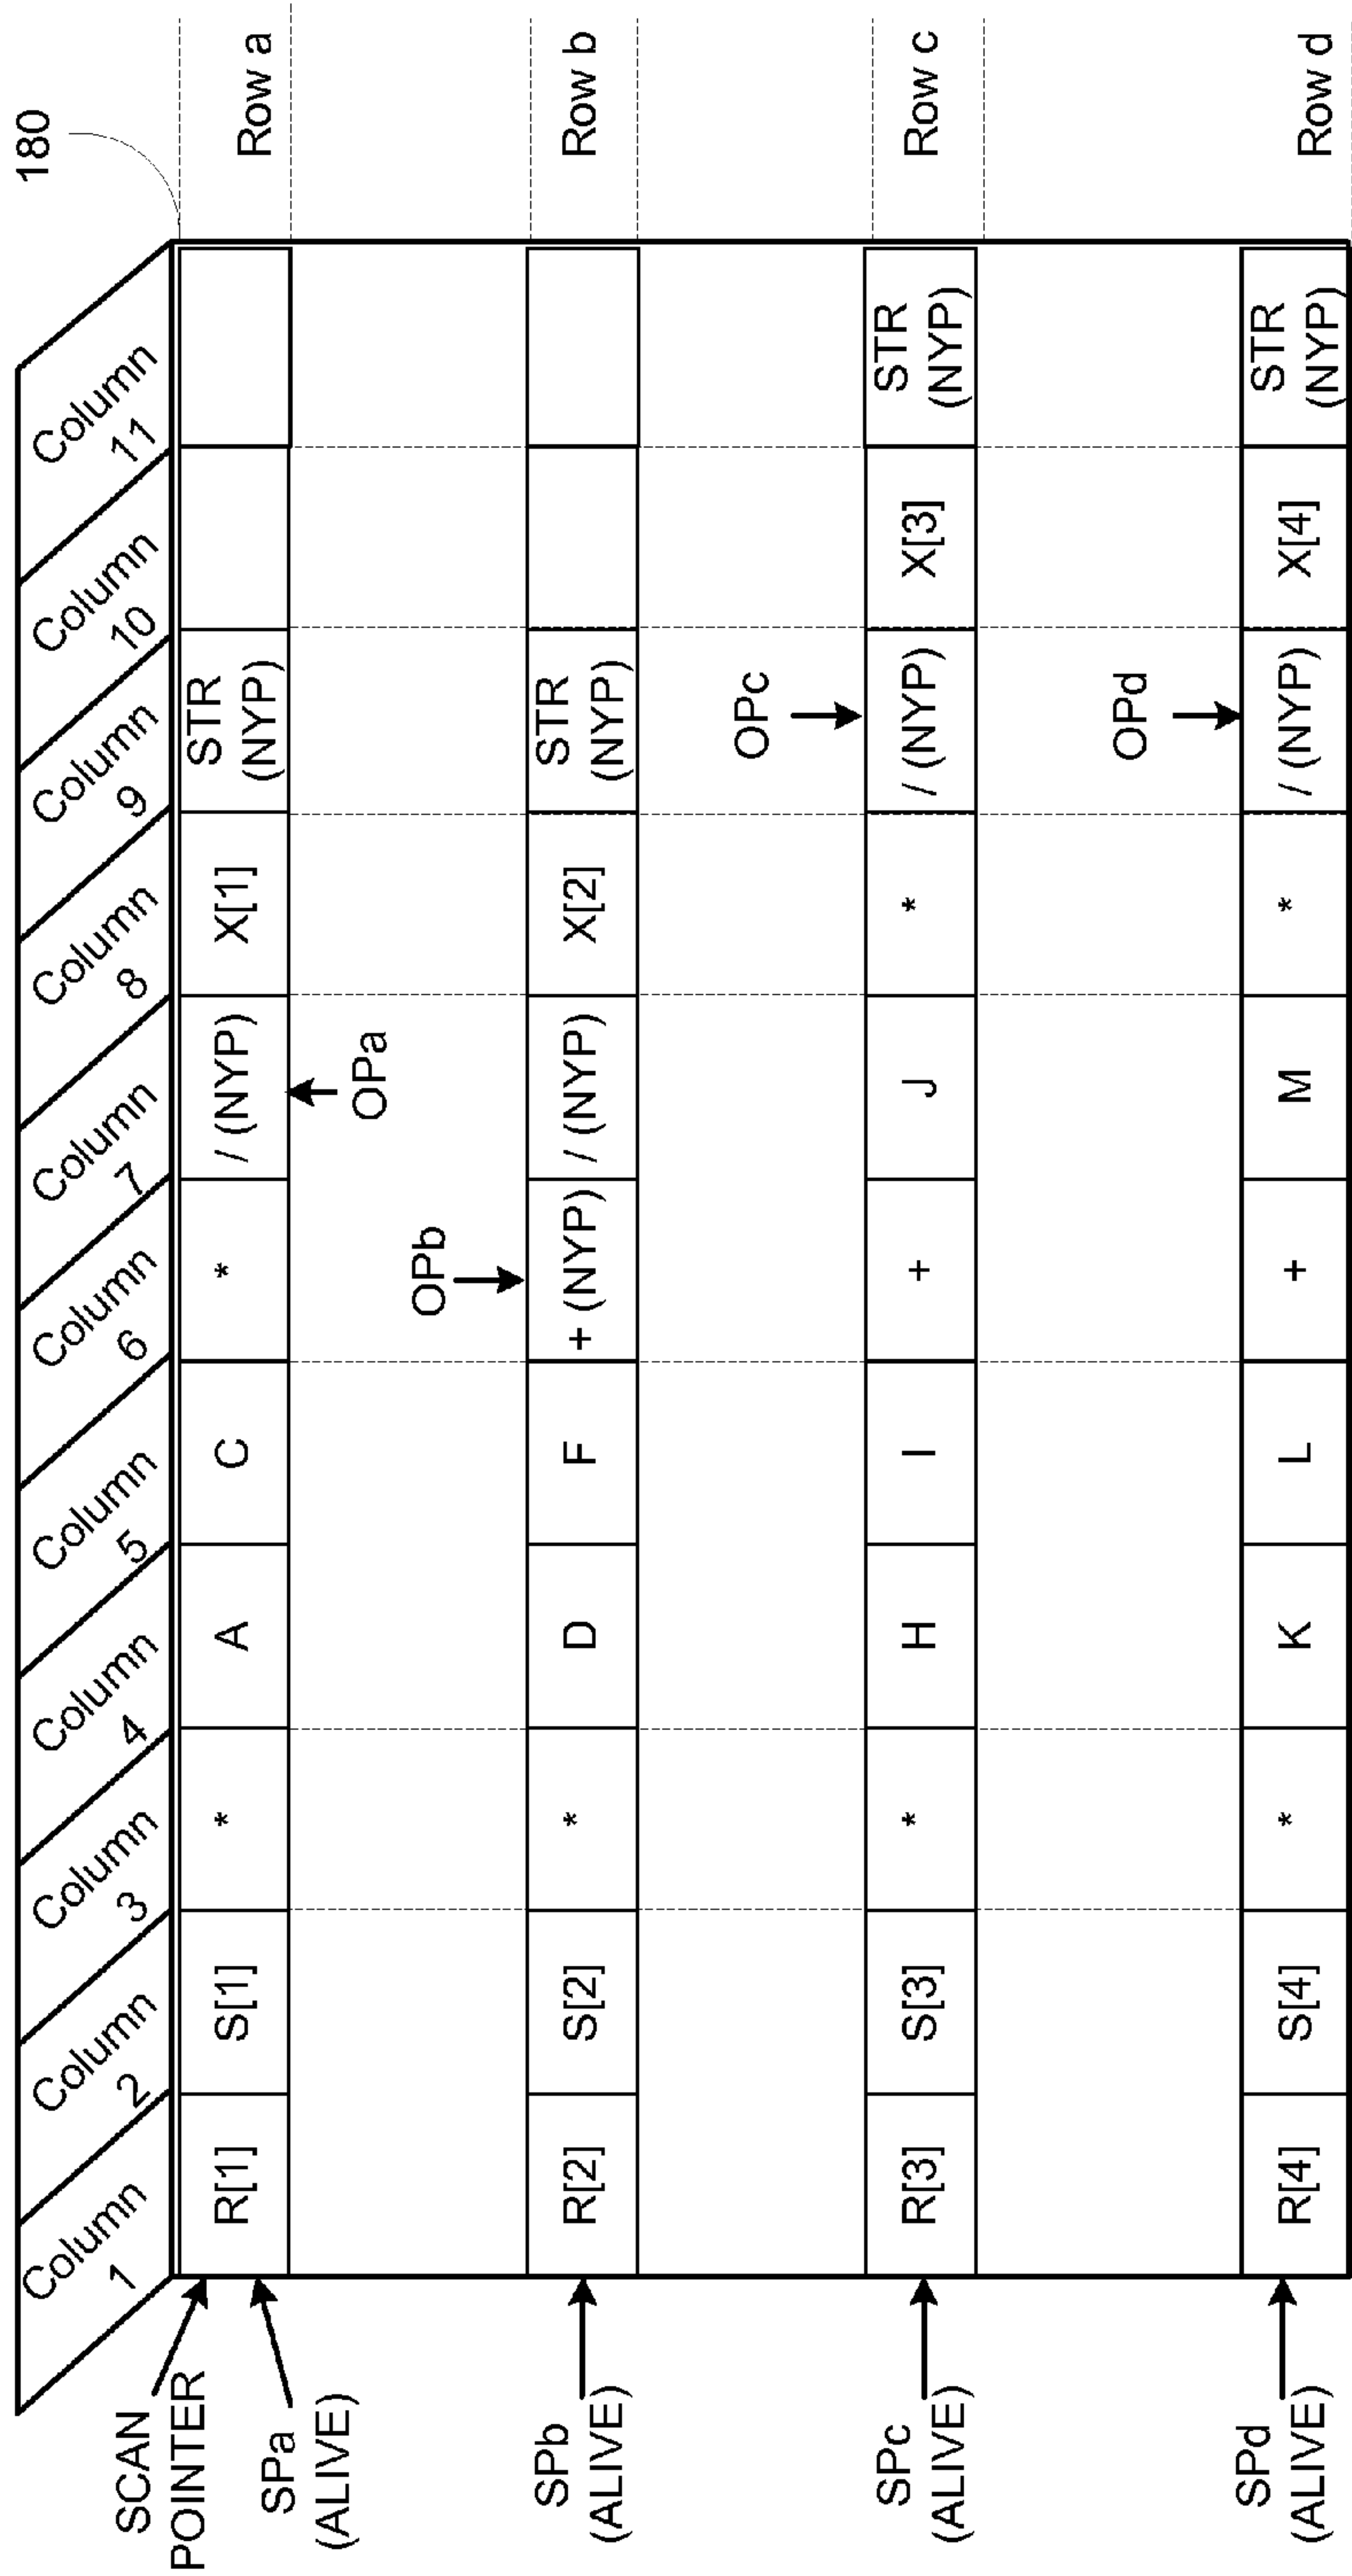 180
Column
1
Column
2
Column
3
Column
4
Column
5
Column
6
Column
7
Column
8
Column
9
Column
10
Column
11
SCAN
POINTER
SPa
(ALIVE)
R[1]
S[1]
*
A
C
*
/ (NYP)
X[1]
STR
(NYP)
Row a
OPa
OPb
SPb
(ALIVE)
R[2]
S[2]
*
D
F
+ (NYP)
/ (NYP)
X[2]
STR
(NYP)
Row b
OPc
SPc
(ALIVE)
R[3]
S[3]
*
H
I
+
J
*
/ (NYP)
X[3]
STR
(NYP)
Row c
OPd
SPd
(ALIVE)
R[4]
S[4]
*
K
L
+
M
*
/ (NYP)
X[4]
STR
(NYP)
Row d